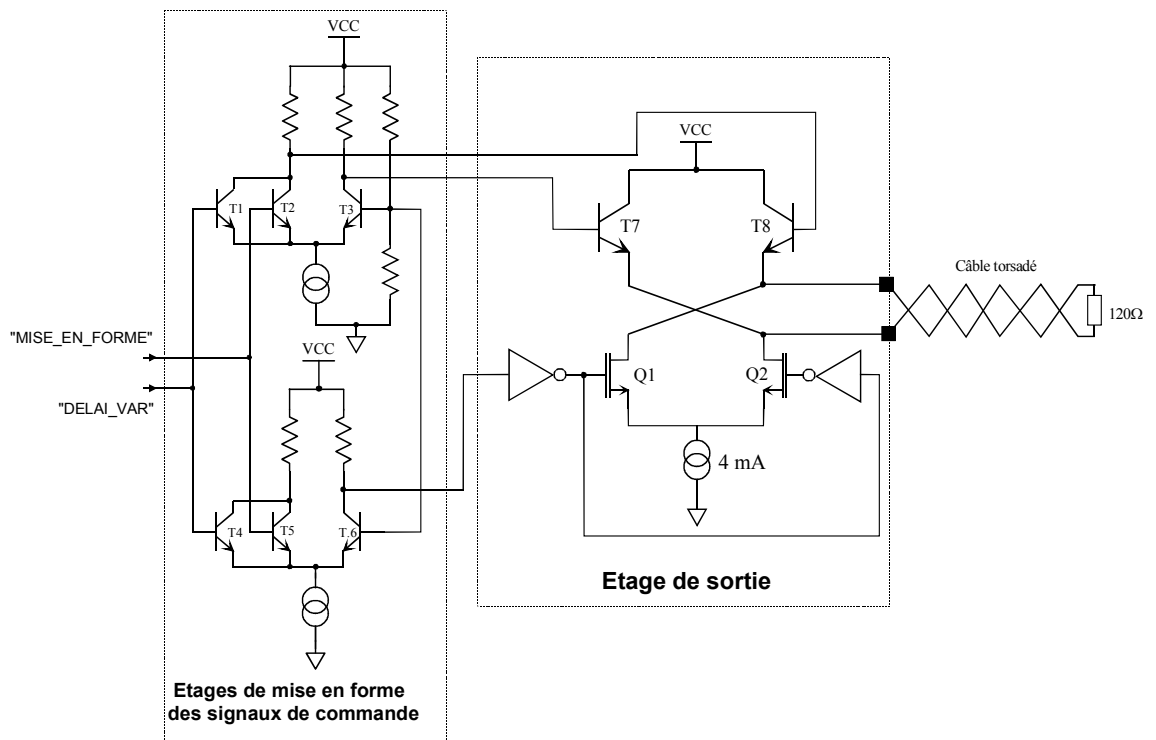 VCC
T1
T2
T3
"MISE_EN_FORME"
"DELAI_VAR"
VCC
T4
T5
T.6
Etages de mise en forme
des signaux de commande
VCC
T7
T8
Q1
Q2
4 mA
Etage de sortie
Câble torsadé
120Ω